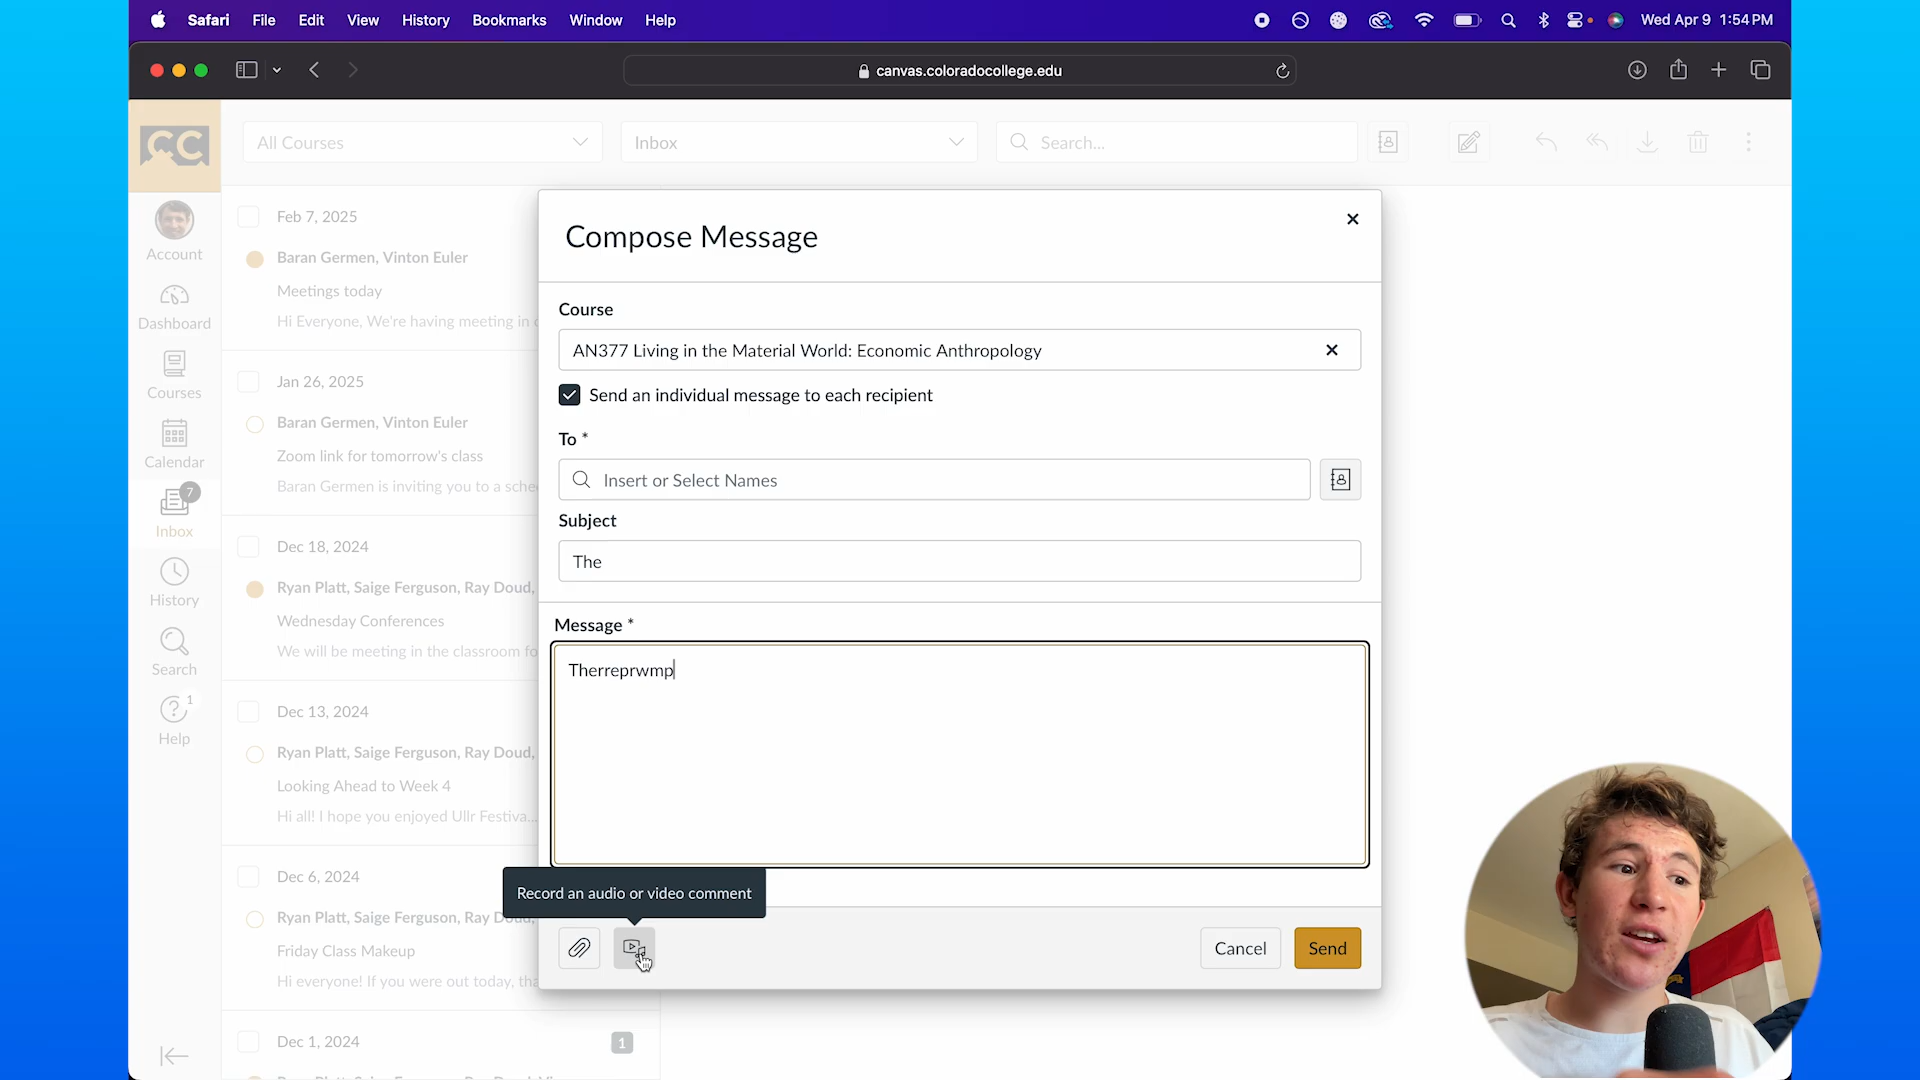 Safari File Edit View History Bookmarks Window Help Wed Apr 9 1:54 PM
canvas.coloradocollege.edu
CC
All Courses
Inbox
Search...
Account
Dashboard
Courses
Calendar
7
Inbox
History
Search
1
Help
Feb 7, 2025
Baran Germen, Vinton Euler
Meetings today
Hi Everyone, We're having meeting in
Jan 26, 2025
Baran Germen, Vinton Euler
Zoom link for tomorrow's class
Baran Germen is inviting you to a
Dec 18, 2024
Ryan Platt, Saige Ferguson, Ray Doud,
Wednesday Conferences
We will be meeting in the classroom
Dec 13, 2024
Ryan Platt, Saige Ferguson, Ray Doud,
Looking Ahead to Week 4
Hi all! I hope you enjoyed Ullr Festiva...
Dec 6, 2024
Ryan Platt, Saige Ferguson, Ray
Friday Class Makeup
Hi everyone! If you were out today,
Dec 1, 2024
1
Compose Message
Course
AN377 Living in the Material World: Economic Anthropology
Send an individual message to each recipient
To *
Insert or Select Names
Subject
The
Message *
Therreprwmp
Record an audio or video comment
Cancel
Send